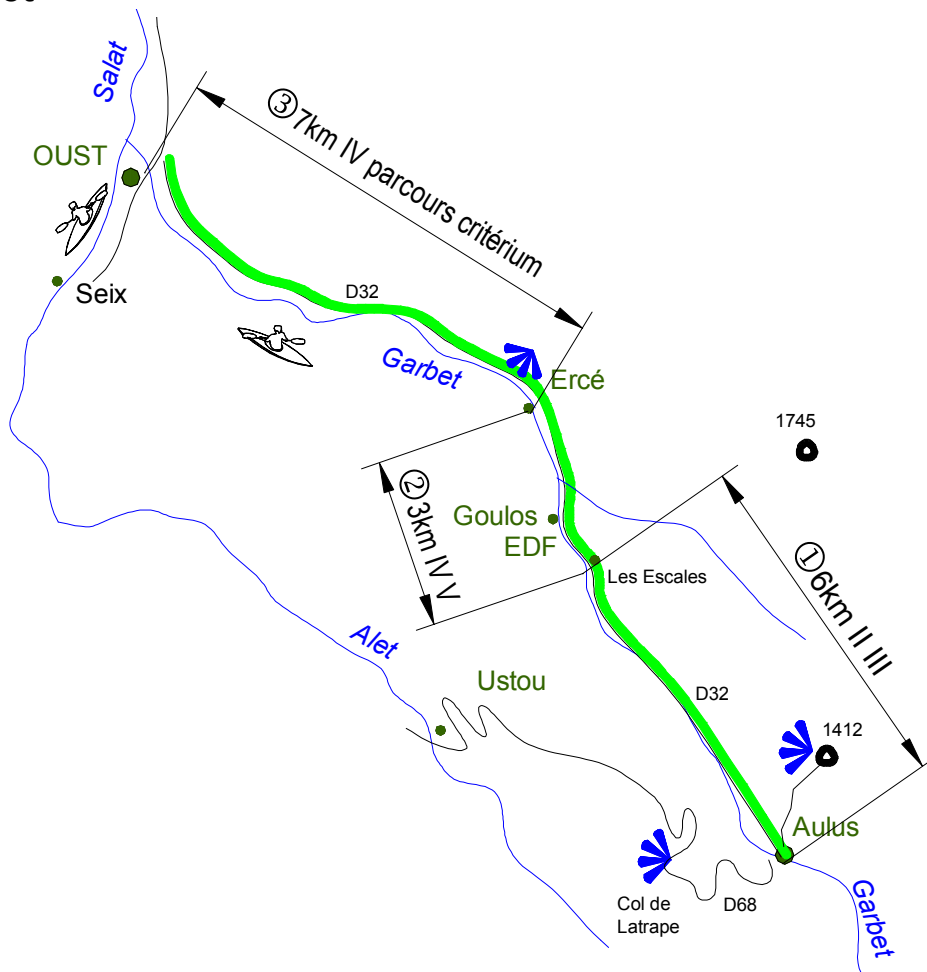 Salat
OUST
③7km IV parcours critérium
Seix
D32
Garbet
Ercé
1745
②3km IV V
Goulos
EDF
Les Escales
①6km II III
Alet
Ustou
D32
1412
Aulus
Col de
Latrape
D68
Garbet